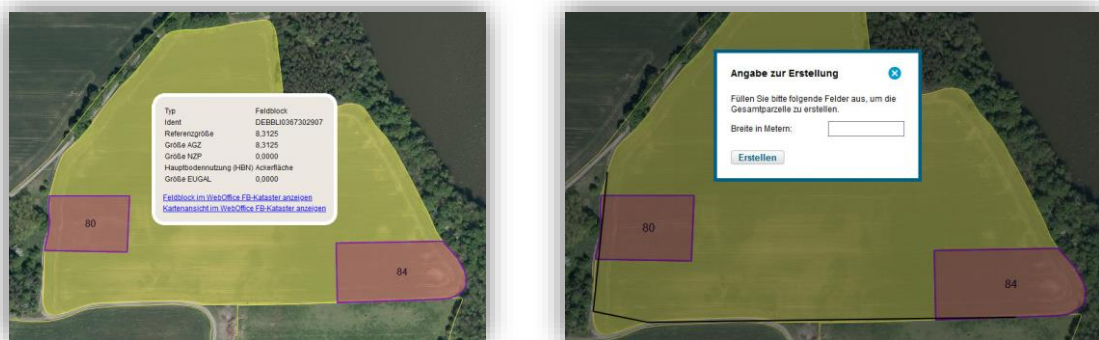 Typ Feldblock
Ident DEBBLI0367302907
Referenzgröße 8,3125
Größe AGZ 8,3125
Größe NZP 0,0000
Hauptbodennutzung (HBN) Ackerfläche
Größe EUGAL 0,0000
Feldblock im WebOffice FB-Kataster anzeigen
Kartenansicht im WebOffice FB-Kataster anzeigen
80
84
Angabe zur Erstellung
Füllen Sie bitte folgende Felder aus, um die
Gesamtparzelle zu erstellen.
Breite in Metern:
Erstellen
80
84